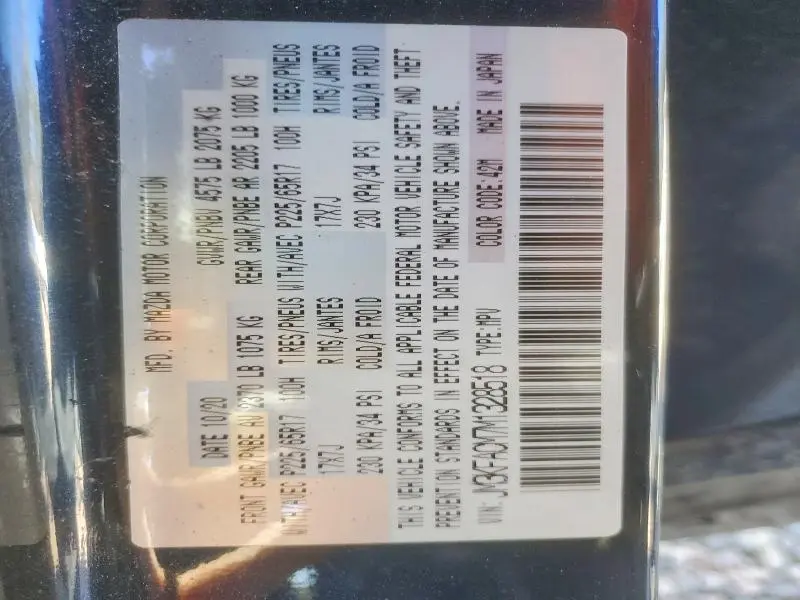 MFD. BY MAZDA MOTOR CORPORATION
DATE 10/20 GVWR/PNBV 4575 LB 2075 KG
FRONT GAWR/PNBE AV 2370 LB 1075 KG REAR GAWR/PNBE AR 2205 LB 1000 KG
WITH/AVEC P225/65R17 100H TIRES/PNEUS WITH/AVEC P225/65R17 100H TIRES/PNEUS
17X7J RIMS/JANTES 17X7J RIMS/JANTES
230 KPA/34 PSI COLD/A FROID 230 KPA/34 PSI COLD/A FROID
THIS VEHICLE CONFORMS TO ALL APPLICABLE FEDERAL MOTOR VEHICLE SAFETY AND THEFT
PREVENTION STANDARDS IN EFFECT ON THE DATE OF MANUFACTURE SHOWN ABOVE.
VIN: JM3KFACM7M1328518 TYPE:MPV COLOR CODE:42M MADE IN JAPAN